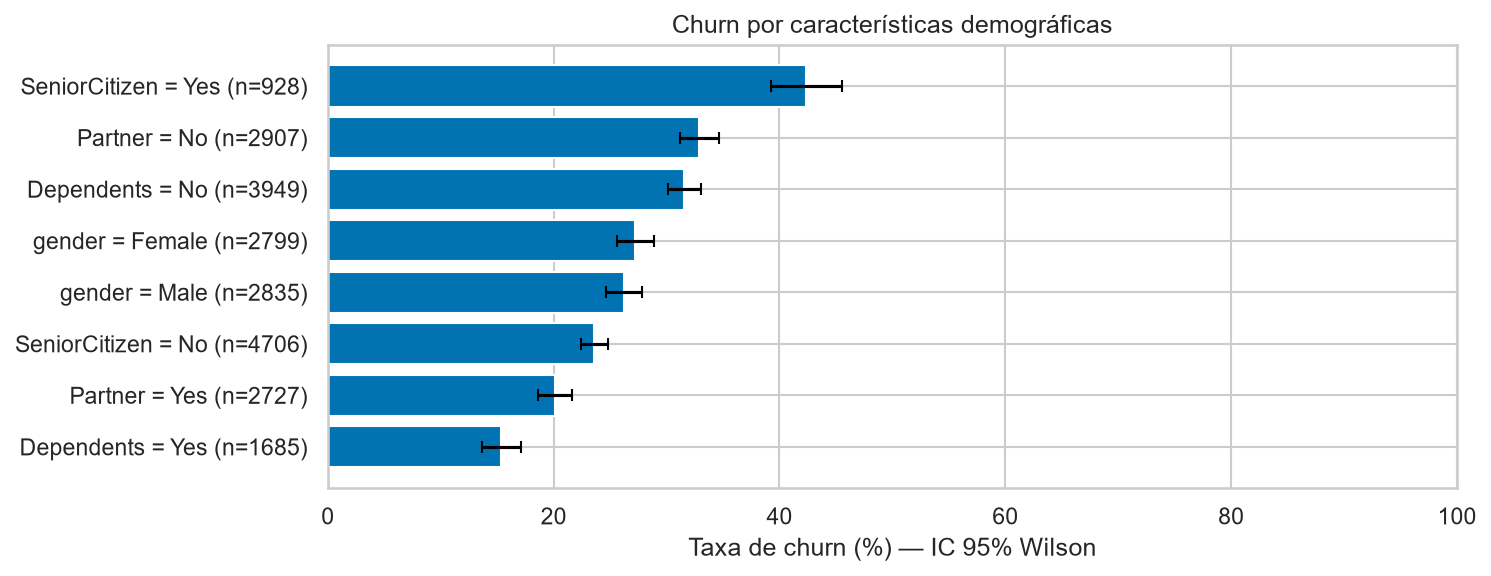 Churn por características demográficas
SeniorCitizen = Yes (n=928)
Partner = No (n=2907)
Dependents = No (n=3949)
gender = Female (n=2799)
gender = Male (n=2835)
SeniorCitizen = No (n=4706)
Partner = Yes (n=2727)
Dependents = Yes (n=1685)
0 20 40 60 80 100
Taxa de churn (%) — IC 95% Wilson